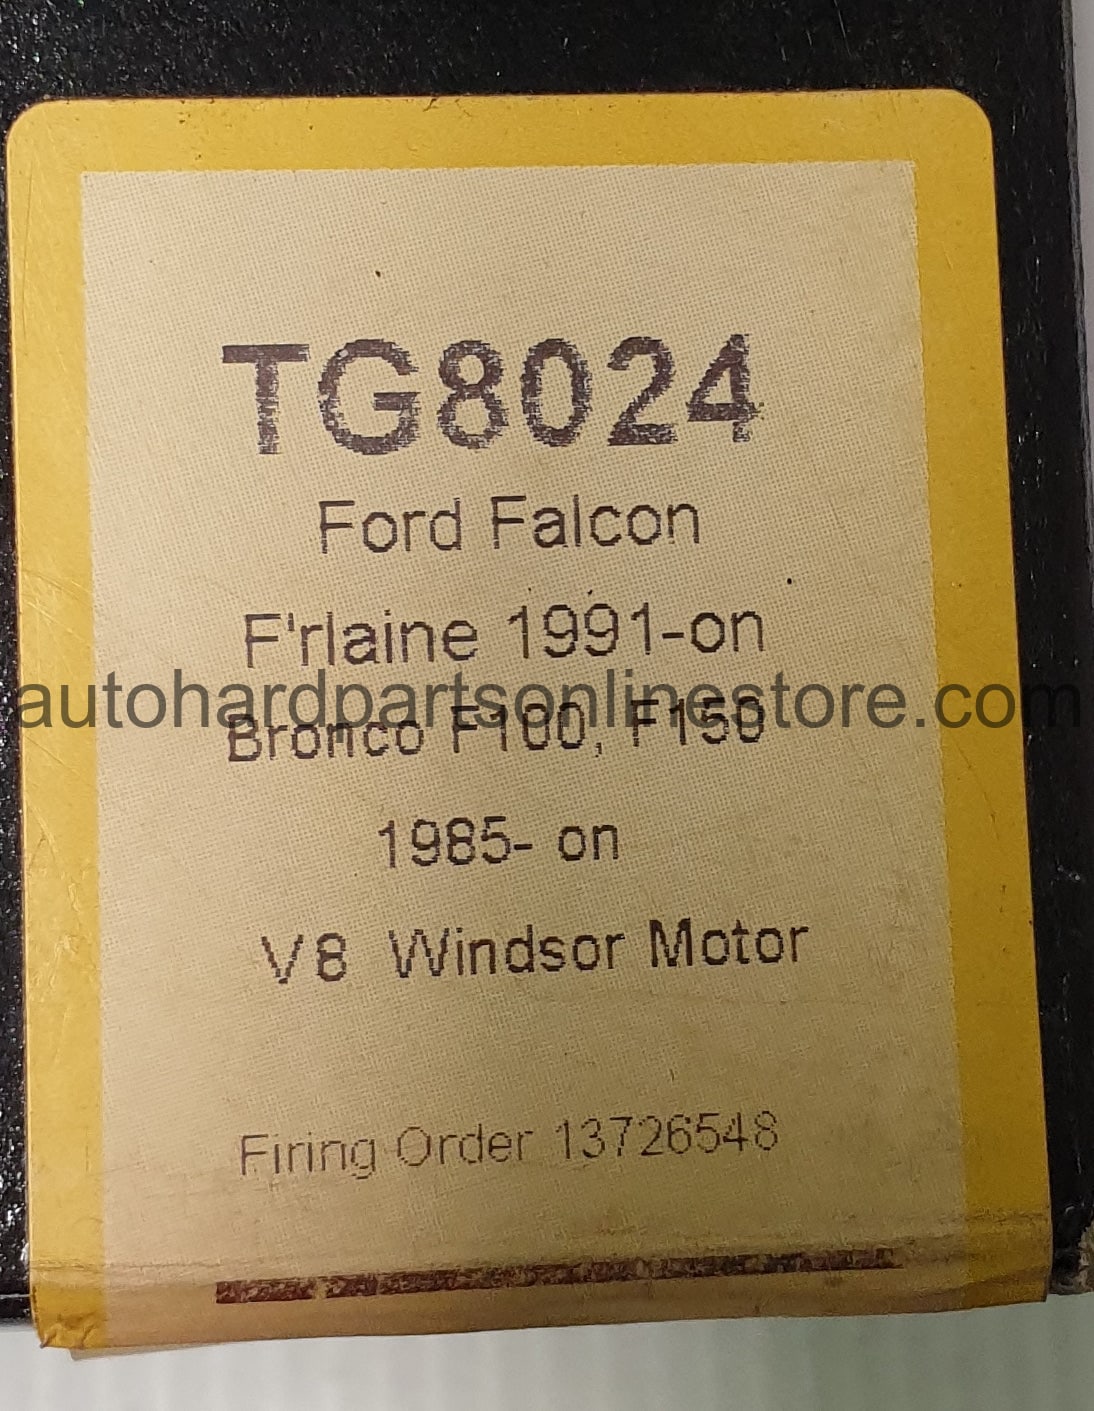 TG8024
Ford Falcon
F'rlaine 1991-on
autohardpartsonlinestore.com
Bronco F100, F150
1985- on
V8 Windsor Motor
Firing Order 13726548